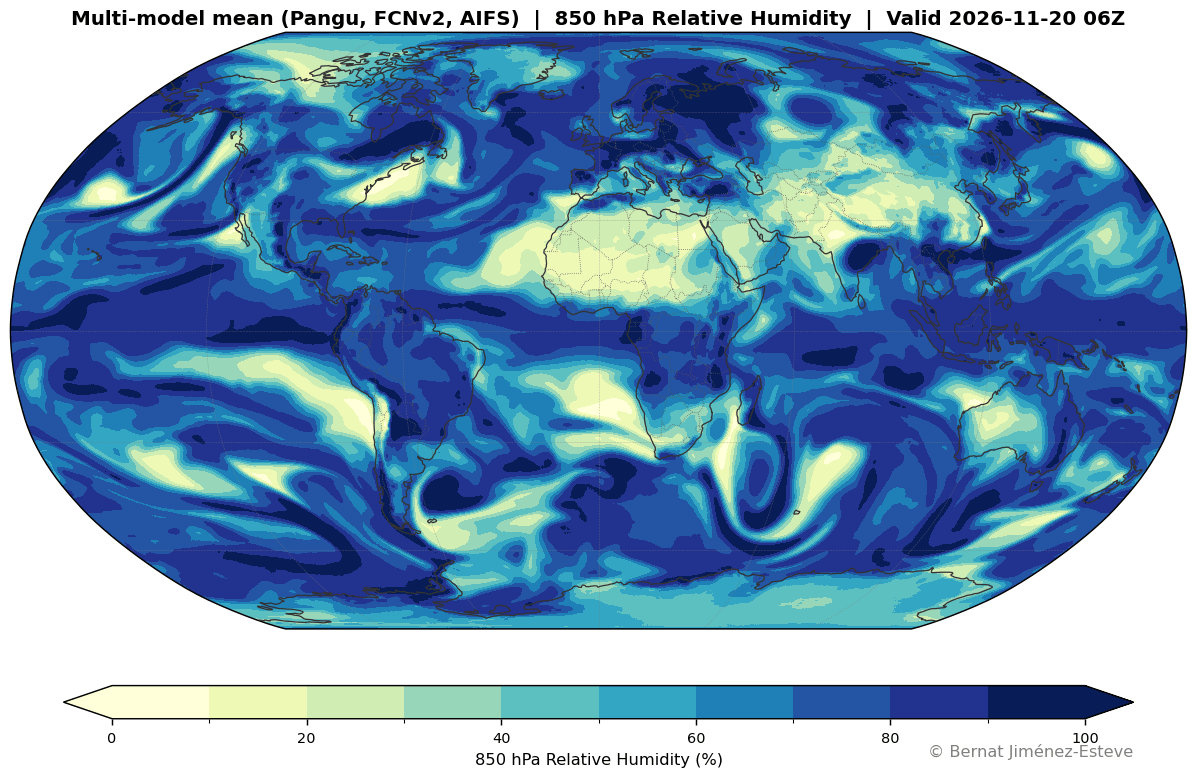 Multi-model mean (Pangu, FCNv2, AIFS)  |  850 hPa Relative Humidity  |  Valid 2026-11-20 06Z
0 20 40 60 80 100
850 hPa Relative Humidity (%)
© Bernat Jiménez-Esteve